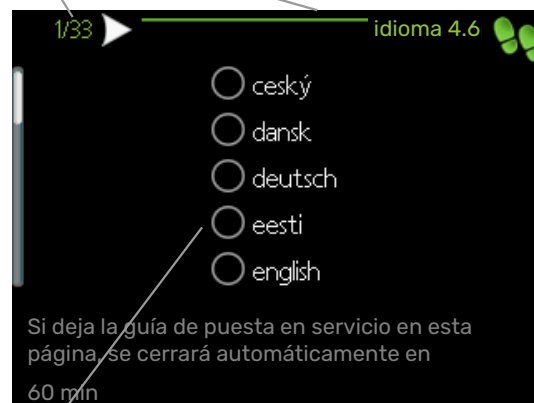 1/33
idioma 4.6
ceský
dansk
deutsch
eesti
english
Si deja la guía de puesta en servicio en esta
página, se cerrará automáticamente en
60 min